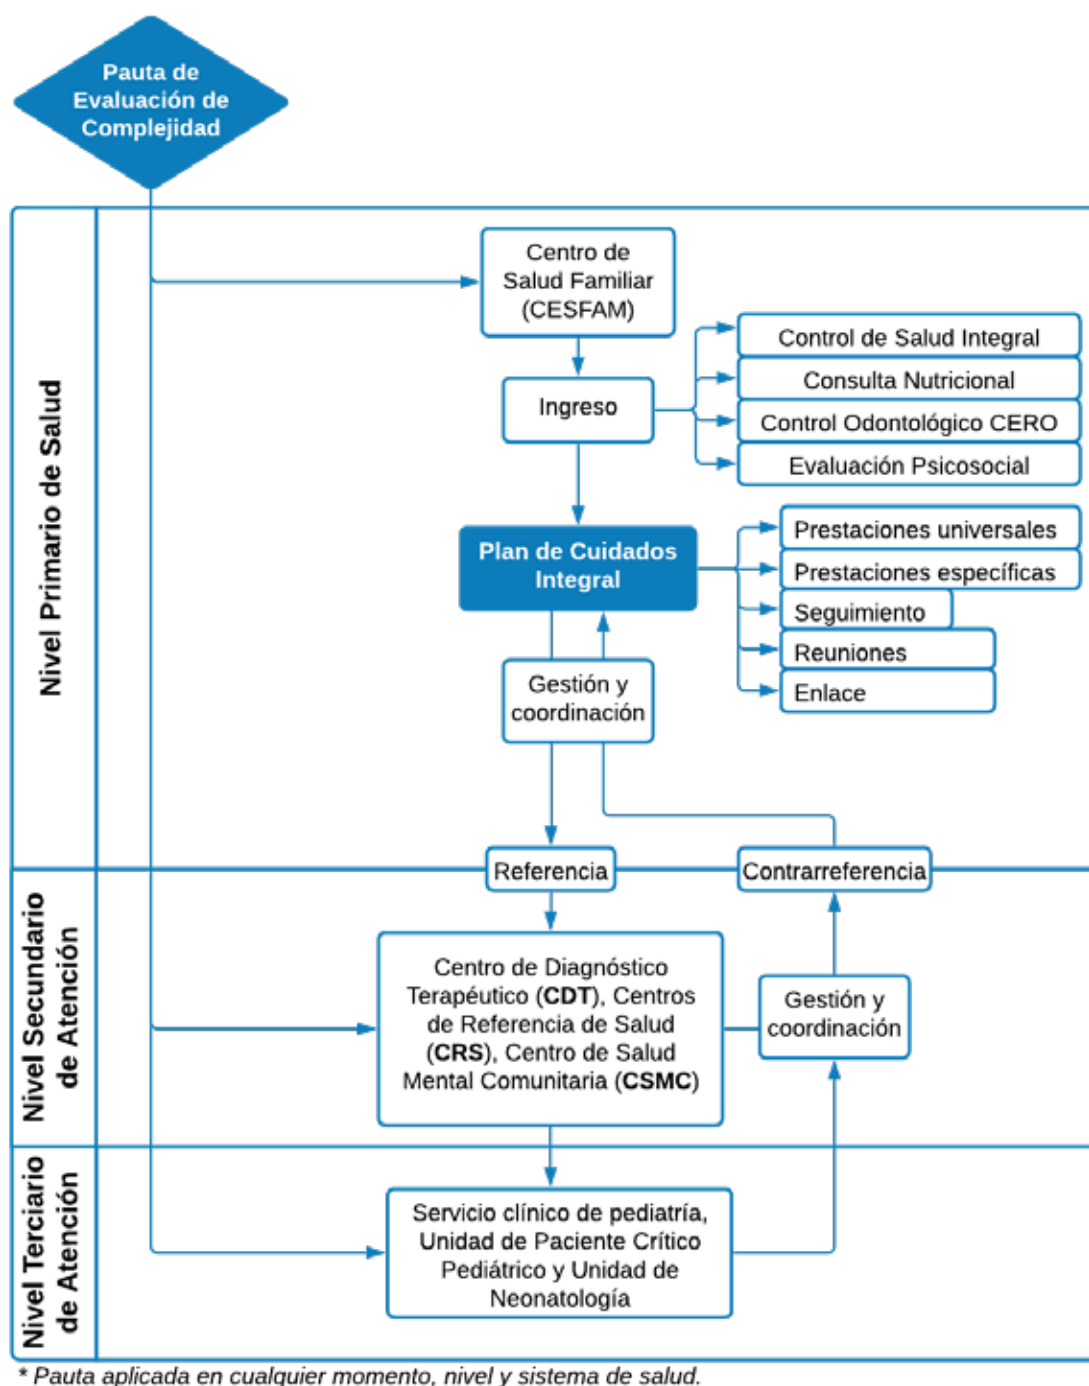 Pauta de
Evaluación de
Complejidad
Nivel Primario de Salud
Centro de
Salud Familiar
(CESFAM)
Ingreso
Control de Salud Integral
Consulta Nutricional
Control Odontológico CERO
Evaluación Psicosocial
Plan de Cuidados
Integral
Prestaciones universales
Prestaciones específicas
Seguimiento
Reuniones
Enlace
Gestión y
coordinación
Referencia
Contrarreferencia
Nivel Secundario
de Atención
Centro de Diagnóstico
Terapéutico (CDT), Centros
de Referencia de Salud
(CRS), Centro de Salud
Mental Comunitaria (CSMC)
Gestión y
coordinación
Nivel Terciario
de Atención
Servicio clínico de pediatría,
Unidad de Paciente Crítico
Pediátrico y Unidad de
Neonatología
* Pauta aplicada en cualquier momento, nivel y sistema de salud.